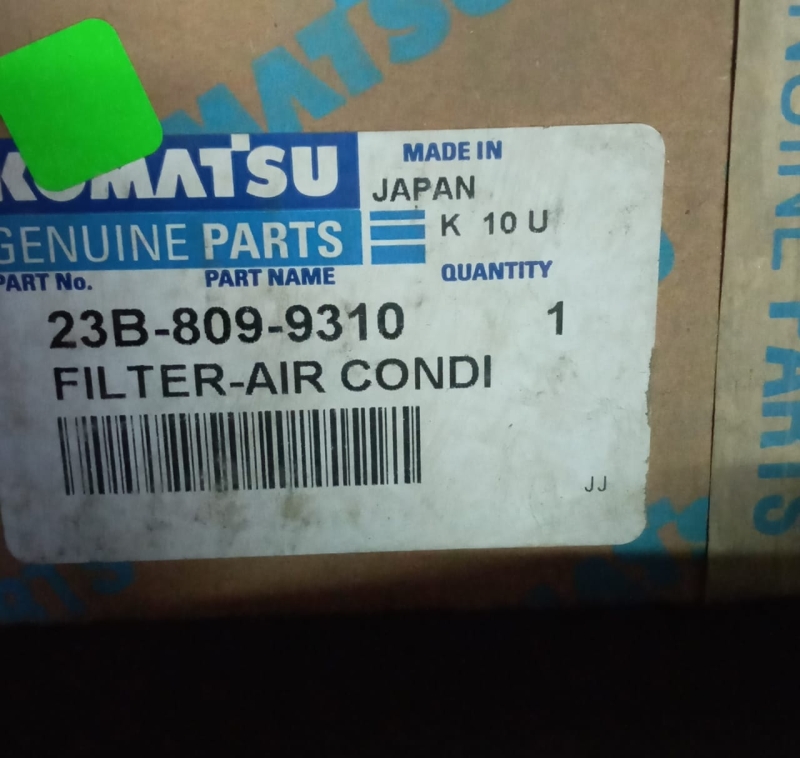 KOMATSU
GENUINE PARTS
MADE IN
JAPAN
K 10 U
PART No.
PART NAME
QUANTITY
23B-809-9310
1
FILTER-AIR CONDI
JJ
PARTS